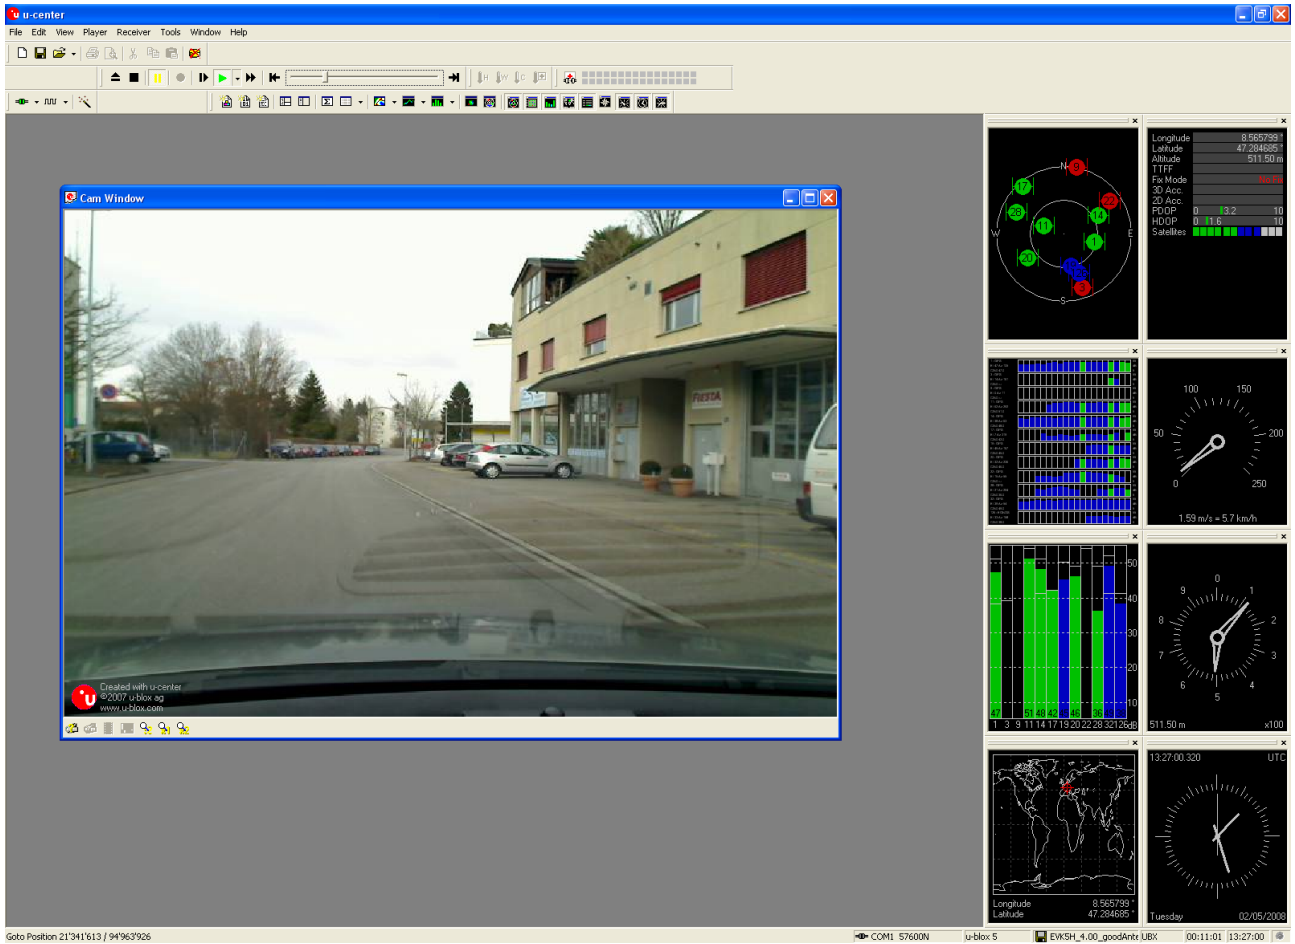 u-center
File Edit View Player Receiver Tools Window Help
Cam Window
FIESTA
Created with u-center
©2007 u-blox ag
www.u-blox.com
N
9
17
22
28
14
11
W
E
1
20
3
S
Longitude 8.565799 °
Latitude 47.284685 °
Altitude 511.50 m
TTFF
Fix Mode No Fix
3D Acc.
2D Acc.
PDOP 0 3.2 10
HDOP 0 1.6 10
Satellites
0 50 100 150 200 250
1.59 m/s = 5.7 km/h
50
40
30
20
10
47 51 48 42 46 36
1 3 9 11 14 17 19 20 22 28 32 126 dB
0
9 1
8 2
7 3
6 4
5
511.50 m x100
Longitude 8.565799 °
Latitude 47.284685 °
13:27:00.320 UTC
Tuesday 02/05/2008
Goto Position 21'341'613 / 94'963'926
COM1 57600N
u-blox 5
EVK5H_4.00_goodAnte
UBX
00:11:01
13:27:00